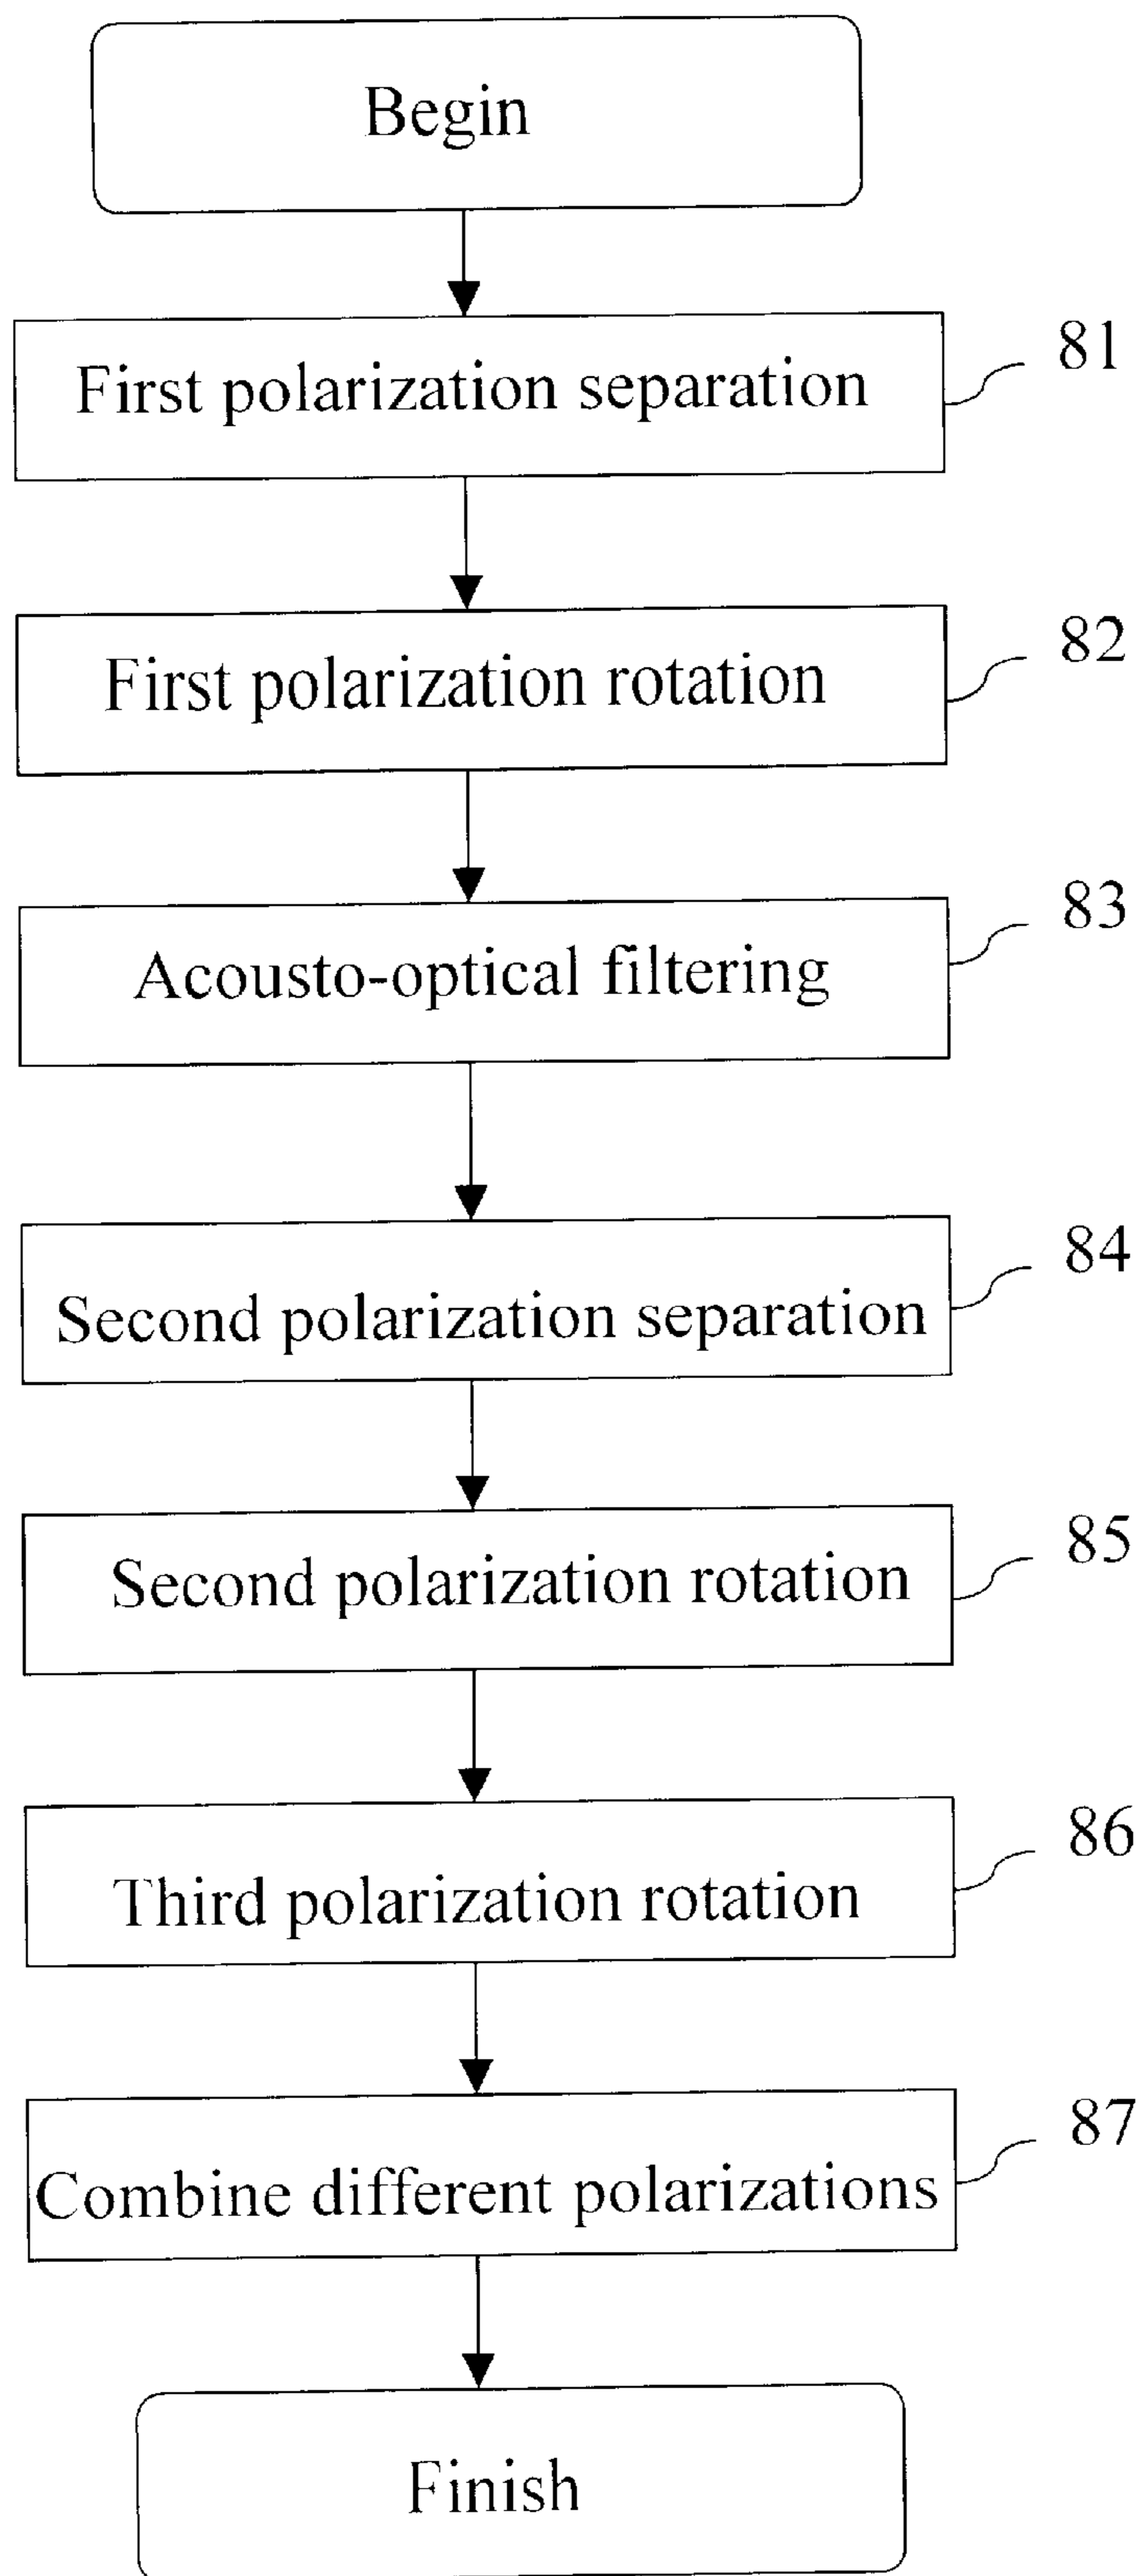 Begin
First polarization separation
81
First polarization rotation
82
Acousto-optical filtering
83
Second polarization separation
84
Second polarization rotation
85
Third polarization rotation
86
Combine different polarizations
87
Finish